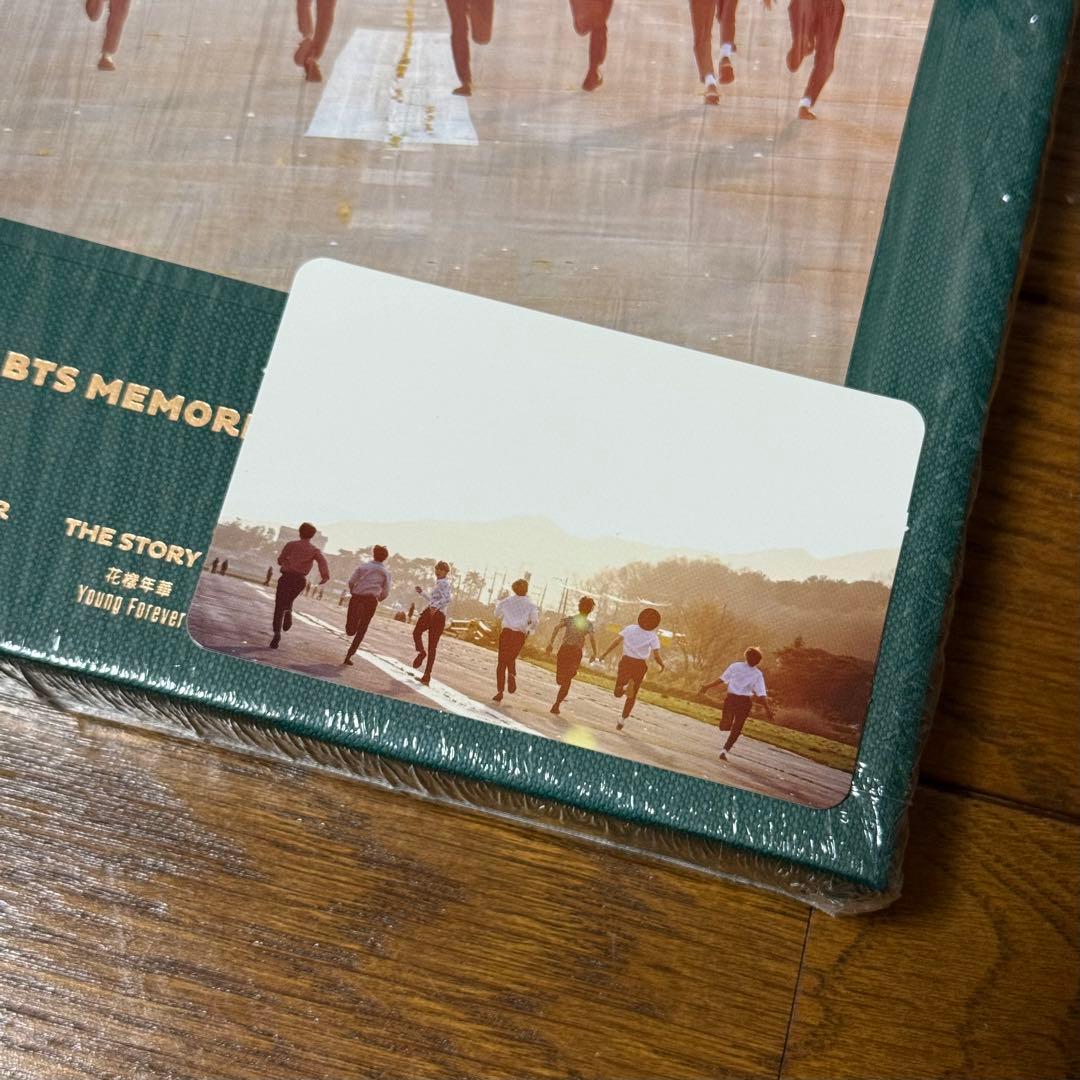 BTS MEMORI
R
THE STORY
花樣年華
Young Forever